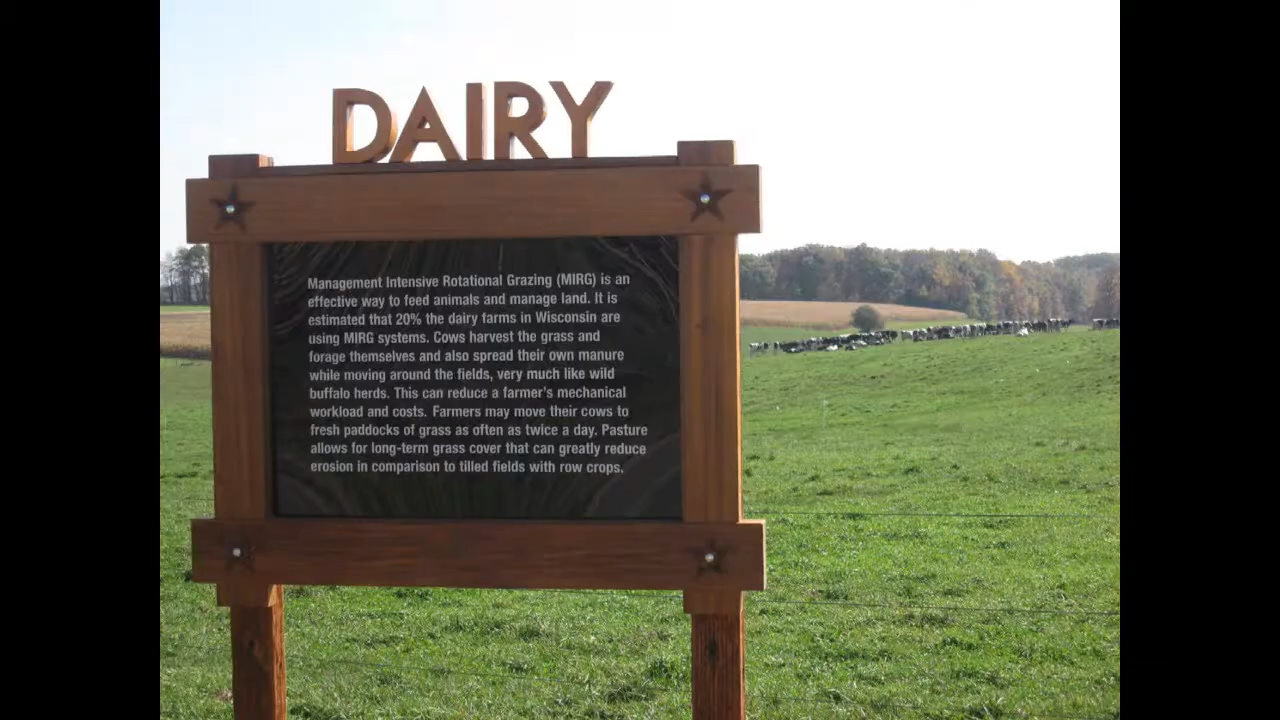 DAIRY
Management Intensive Rotational Grazing (MIRG) is an
effective way to feed animals and manage land. It is
estimated that 20% the dairy farms in Wisconsin are
using MIRG systems. Cows harvest the grass and
forage themselves and also spread their own manure
while moving around the fields, very much like wild
buffalo herds. This can reduce a farmer's mechanical
workload and costs. Farmers may move their cows to
fresh paddocks of grass as often as twice a day. Pasture
allows for long-term grass cover that can greatly reduce
erosion in comparison to tilled fields with row crops.